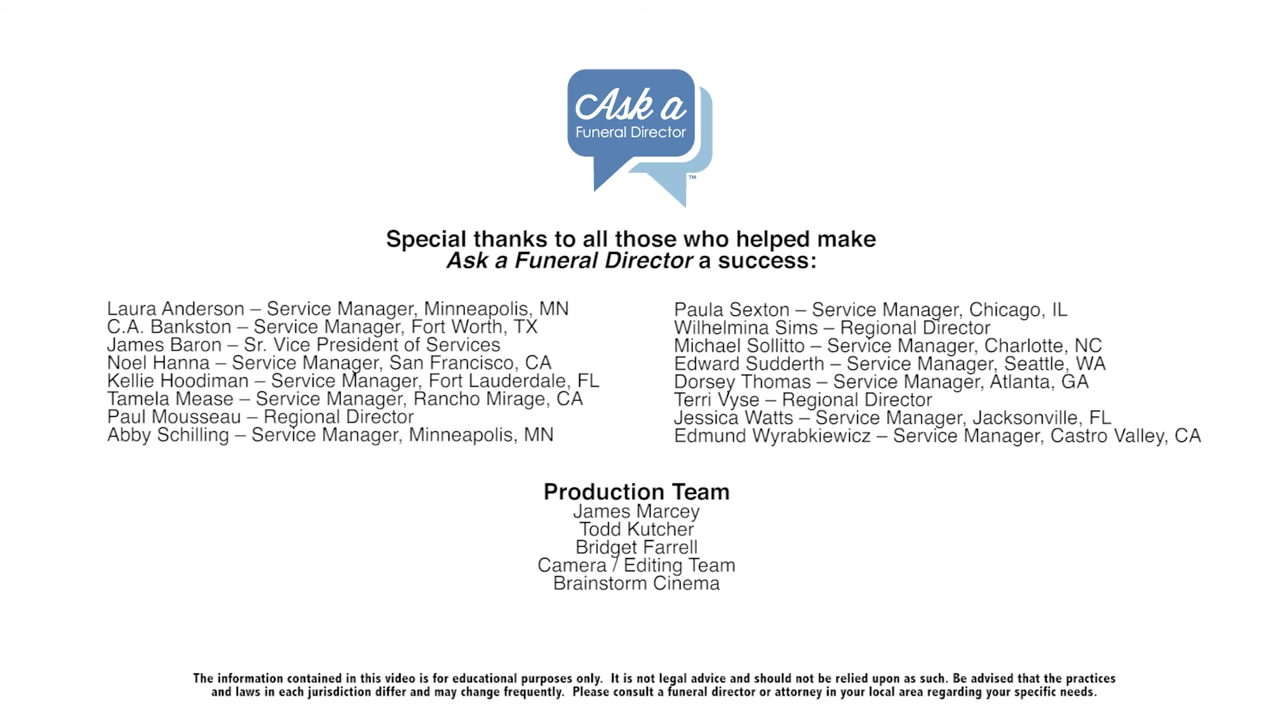 Ask a
Funeral Director
TM
Special thanks to all those who helped make
Ask a Funeral Director a success:
Laura Anderson – Service Manager, Minneapolis, MN
C.A. Bankston – Service Manager, Fort Worth, TX
James Baron – Sr. Vice President of Services
Noel Hanna – Service Manager, San Francisco, CA
Kellie Hoodiman – Service Manager, Fort Lauderdale, FL
Tamela Mease – Service Manager, Rancho Mirage, CA
Paul Mousseau – Regional Director
Abby Schilling – Service Manager, Minneapolis, MN
Paula Sexton – Service Manager, Chicago, IL
Wilhelmina Sims – Regional Director
Michael Sollitto – Service Manager, Charlotte, NC
Edward Sudderth – Service Manager, Seattle, WA
Dorsey Thomas – Service Manager, Atlanta, GA
Terri Vyse – Regional Director
Jessica Watts – Service Manager, Jacksonville, FL
Edmund Wyrabkiewicz – Service Manager, Castro Valley, CA
Production Team
James Marcey
Todd Kutcher
Bridget Farrell
Camera / Editing Team
Brainstorm Cinema
The information contained in this video is for educational purposes only. It is not legal advice and should not be relied upon as such. Be advised that the practices
and laws in each jurisdiction differ and may change frequently. Please consult a funeral director or attorney in your local area regarding your specific needs.